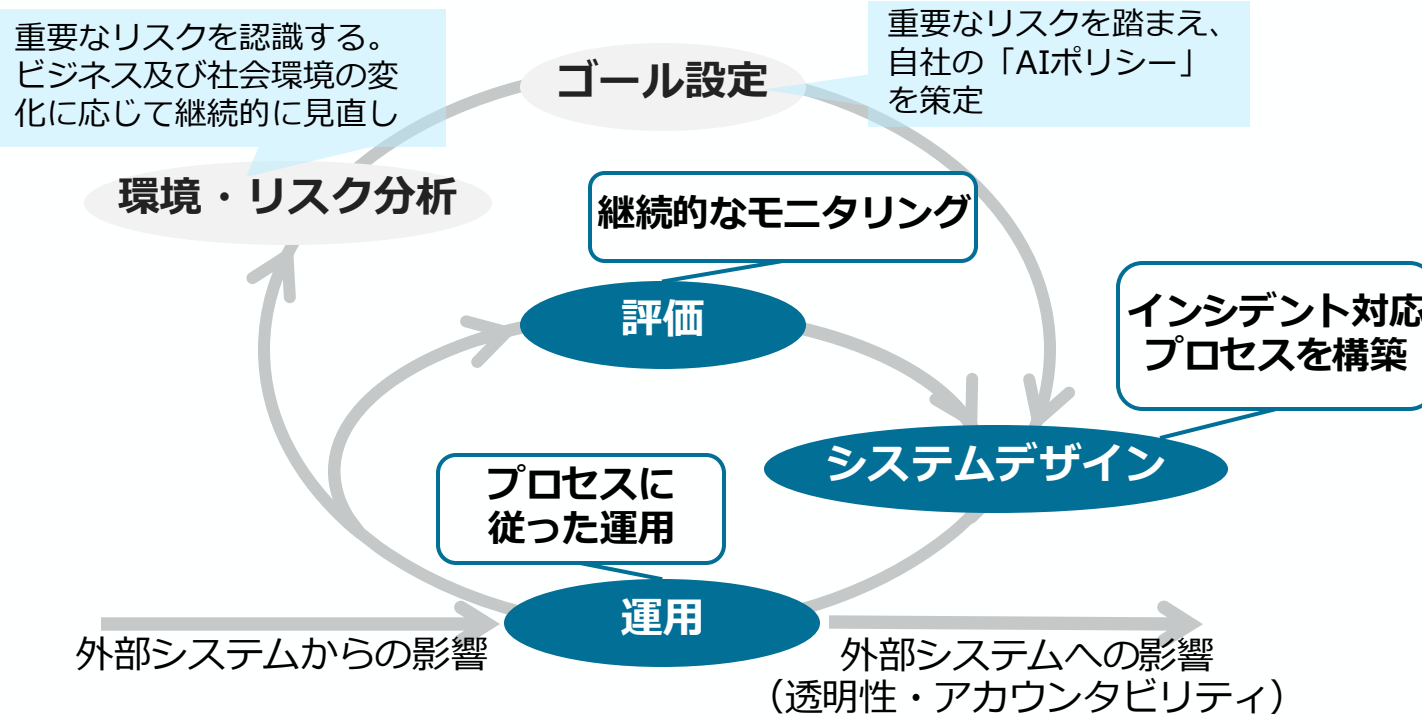 重要なリスクを認識する。
ビジネス及び社会環境の変
化に応じて継続的に見直し
ゴール設定
重要なリスクを踏まえ、
自社の「AIポリシー」
を策定
環境・リスク分析
継続的なモニタリング
評価
インシデント対応
プロセスを構築
システムデザイン
プロセスに
従った運用
運用
外部システムからの影響
外部システムへの影響
（透明性・アカウンタビリティ）